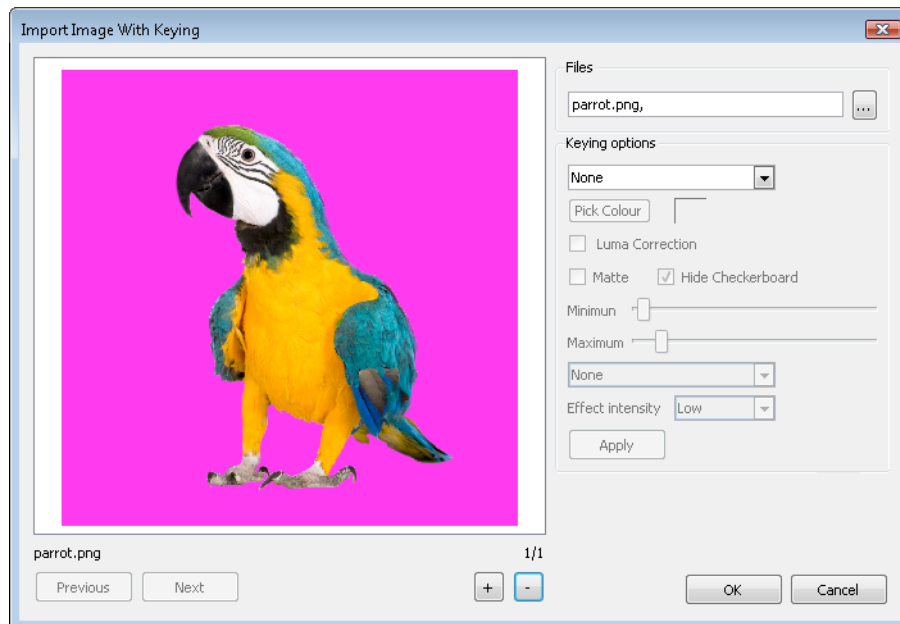 Import Image With Keying
Files
parrot.png,
...
Keying options
None
Pick Colour
Luma Correction
Matte
Hide Checkerboard
Minimun
Maximum
None
Effect intensity
Low
Apply
parrot.png
1/1
Previous
Next
+
-
OK
Cancel